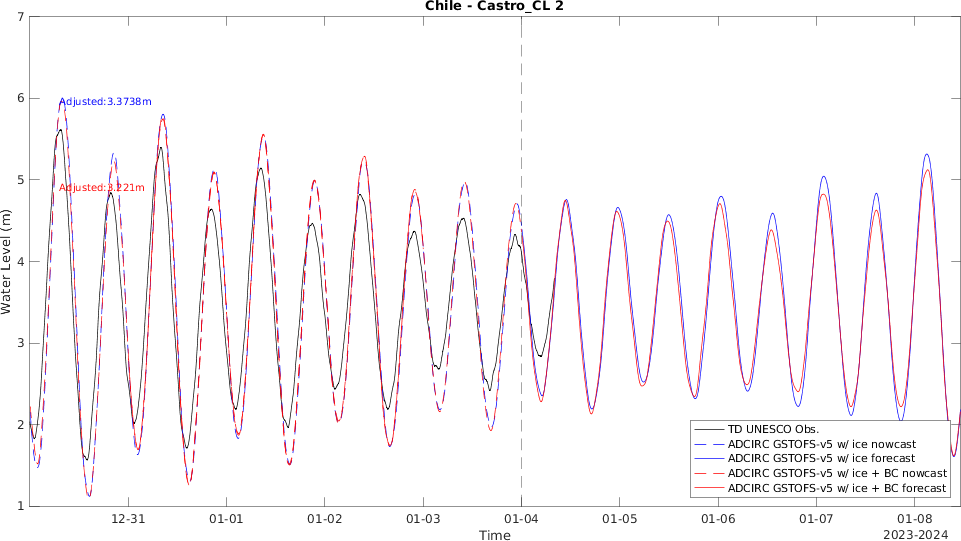 Chile - Castro_CL 2
7
6
5
4
3
2
1
Water Level (m)
Adjusted:3.3738m
Adjusted:3.221m
TD UNESCO Obs.
ADCIRC GSTOFS-v5 w/ ice nowcast
ADCIRC GSTOFS-v5 w/ ice forecast
ADCIRC GSTOFS-v5 w/ ice + BC nowcast
ADCIRC GSTOFS-v5 w/ ice + BC forecast
12-31 01-01 01-02 01-03 01-04 01-05 01-06 01-07 01-08
Time
2023-2024